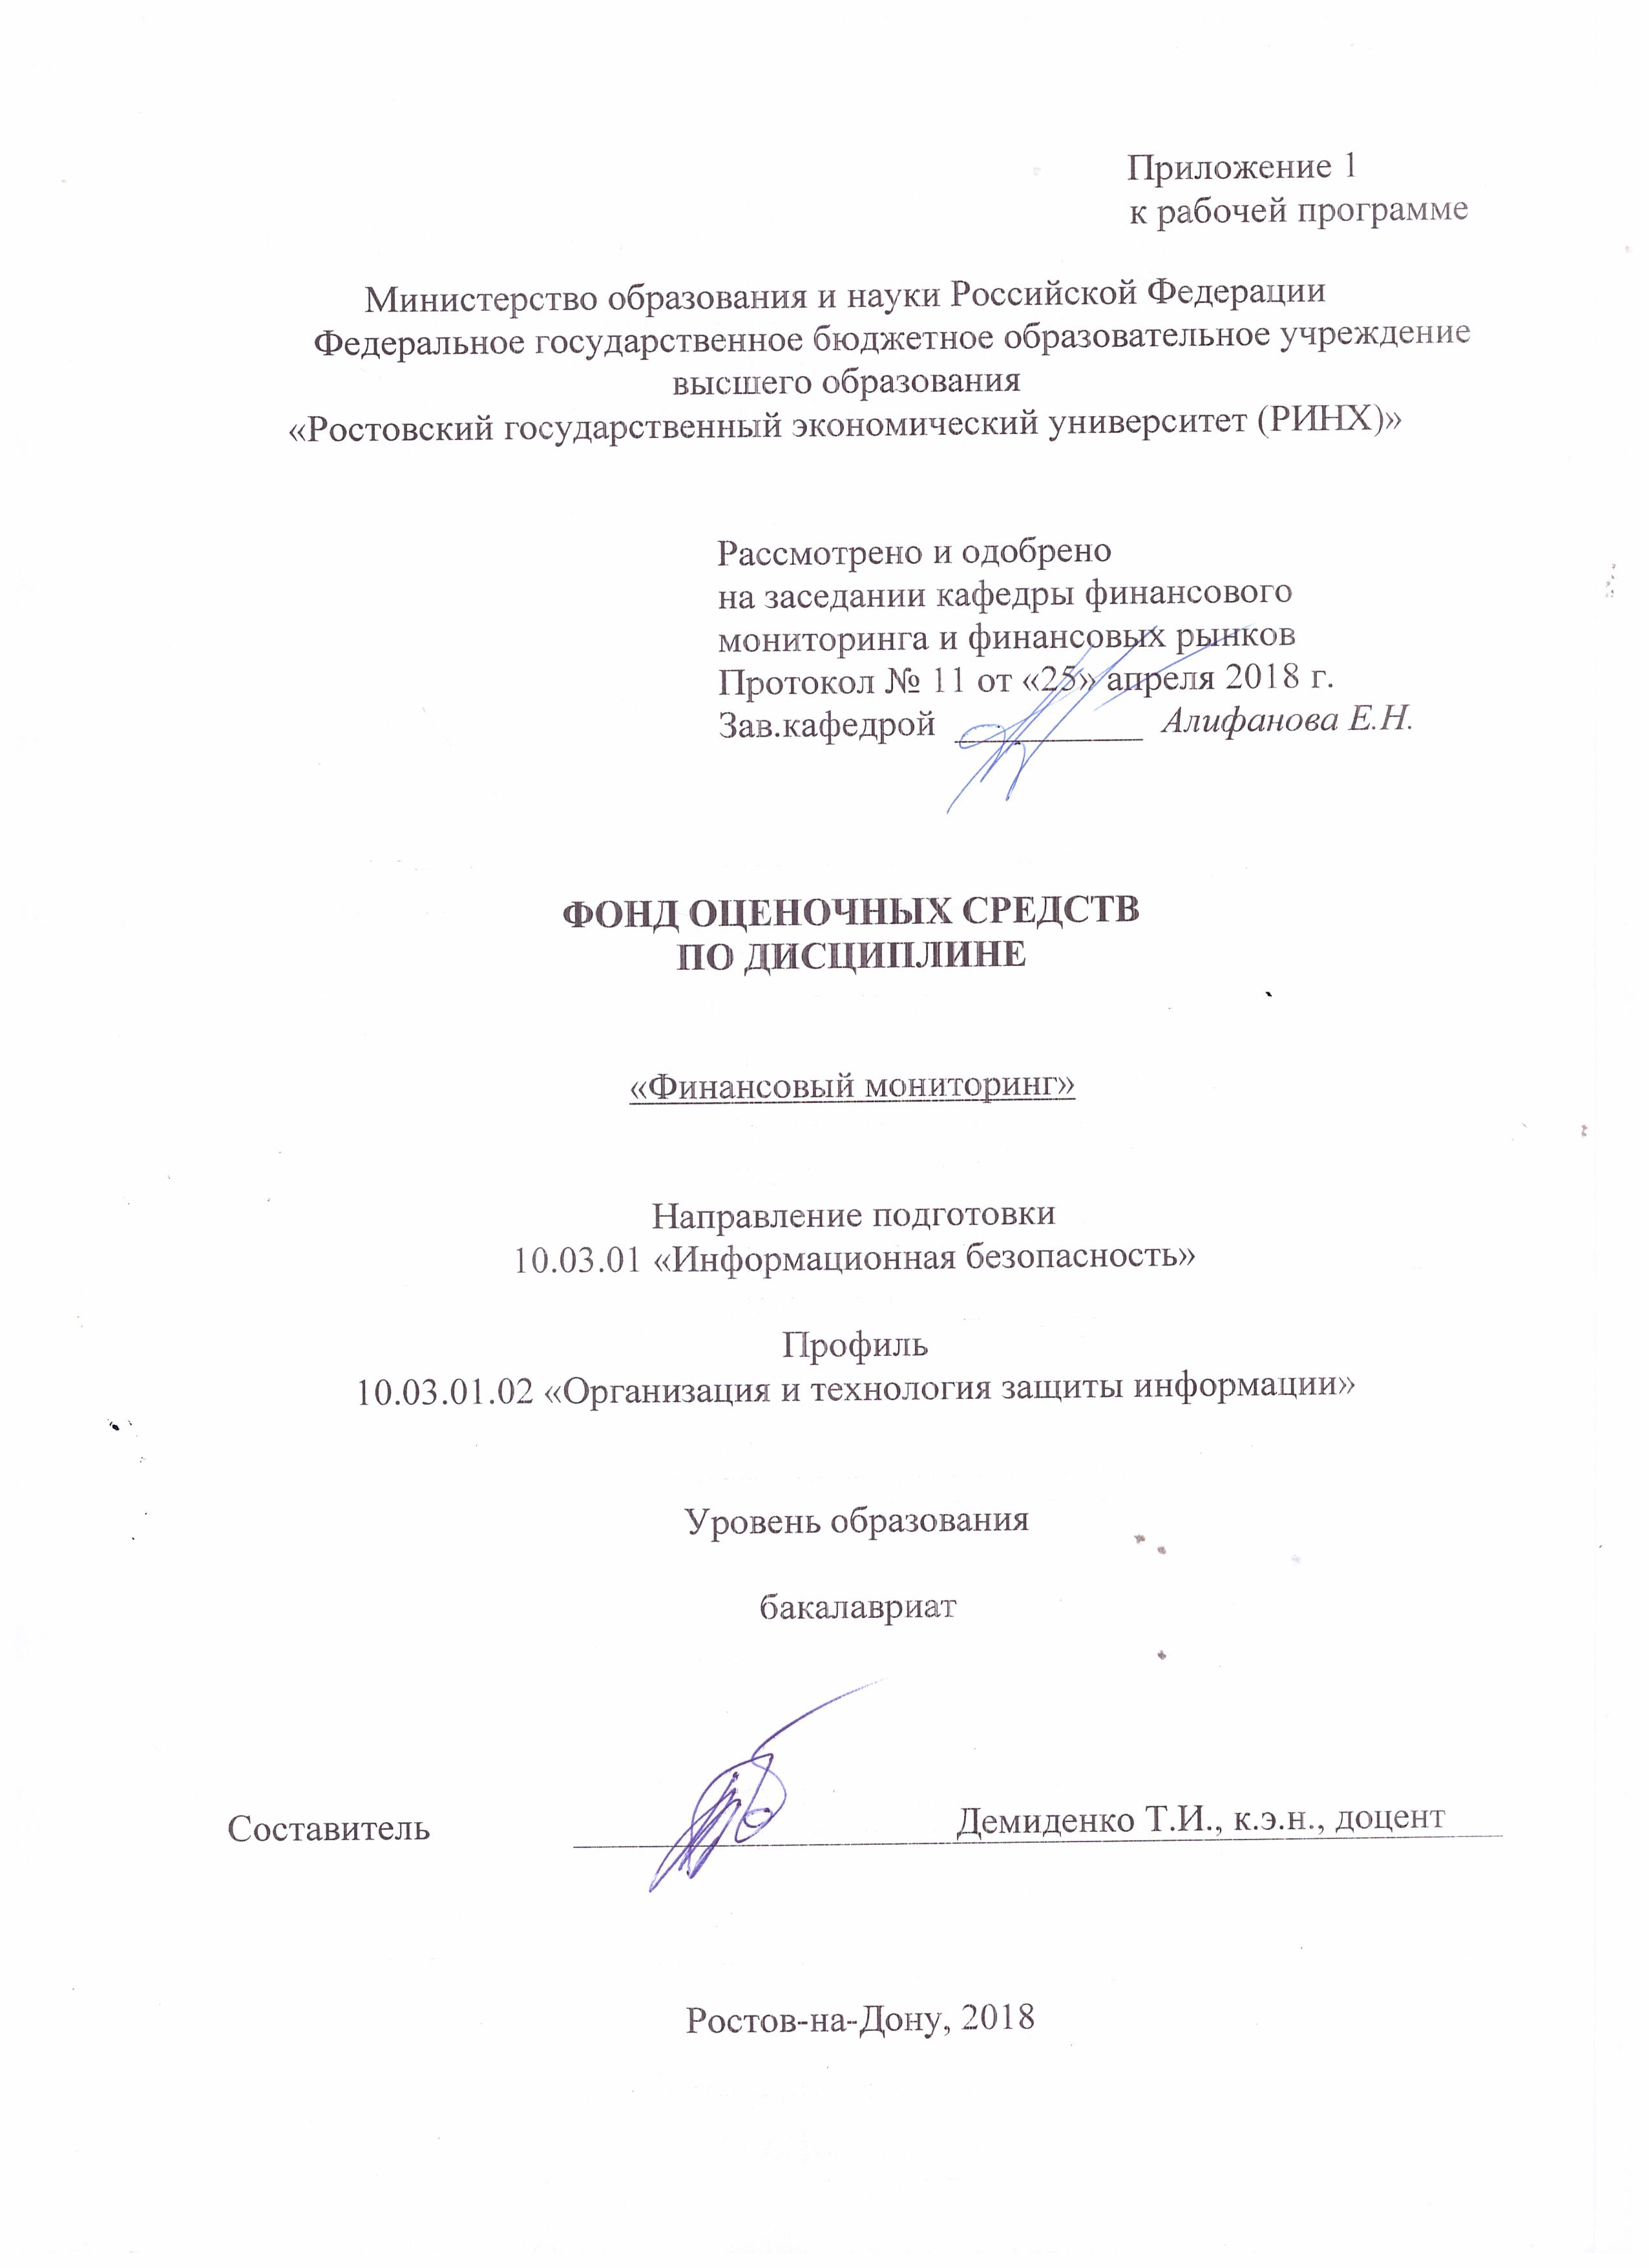 Приложение 1
к рабочей программе
Министерство образования и науки Российской Федерации
Федеральное государственное бюджетное образовательное учреждение
высшего образования
«Ростовский государственный экономический университет (РИНХ)»
Рассмотрено и одобрено
на заседании кафедры финансового
мониторинга и финансовых рынков
Протокол № 11 от «25» апреля 2018 г.
Зав.кафедрой __________ Алифанова Е.Н.
ФОНД ОЦЕНОЧНЫХ СРЕДСТВ
ПО ДИСЦИПЛИНЕ
«Финансовый мониторинг»
Направление подготовки
10.03.01 «Информационная безопасность»
Профиль
10.03.01.02 «Организация и технология защиты информации»
Уровень образования
бакалавриат
Составитель Демиденко Т.И., к.э.н., доцент
Ростов-на-Дону, 2018